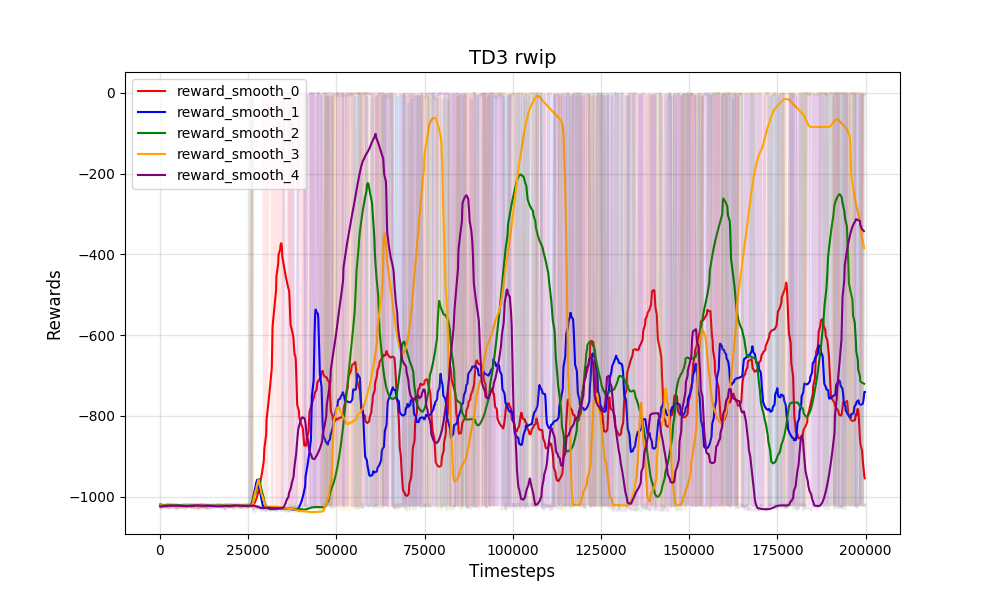 TD3 rwip
reward_smooth_0
reward_smooth_1
reward_smooth_2
reward_smooth_3
reward_smooth_4
Rewards
0
−200
−400
−600
−800
−1000
0 25000 50000 75000 100000 125000 150000 175000 200000
Timesteps